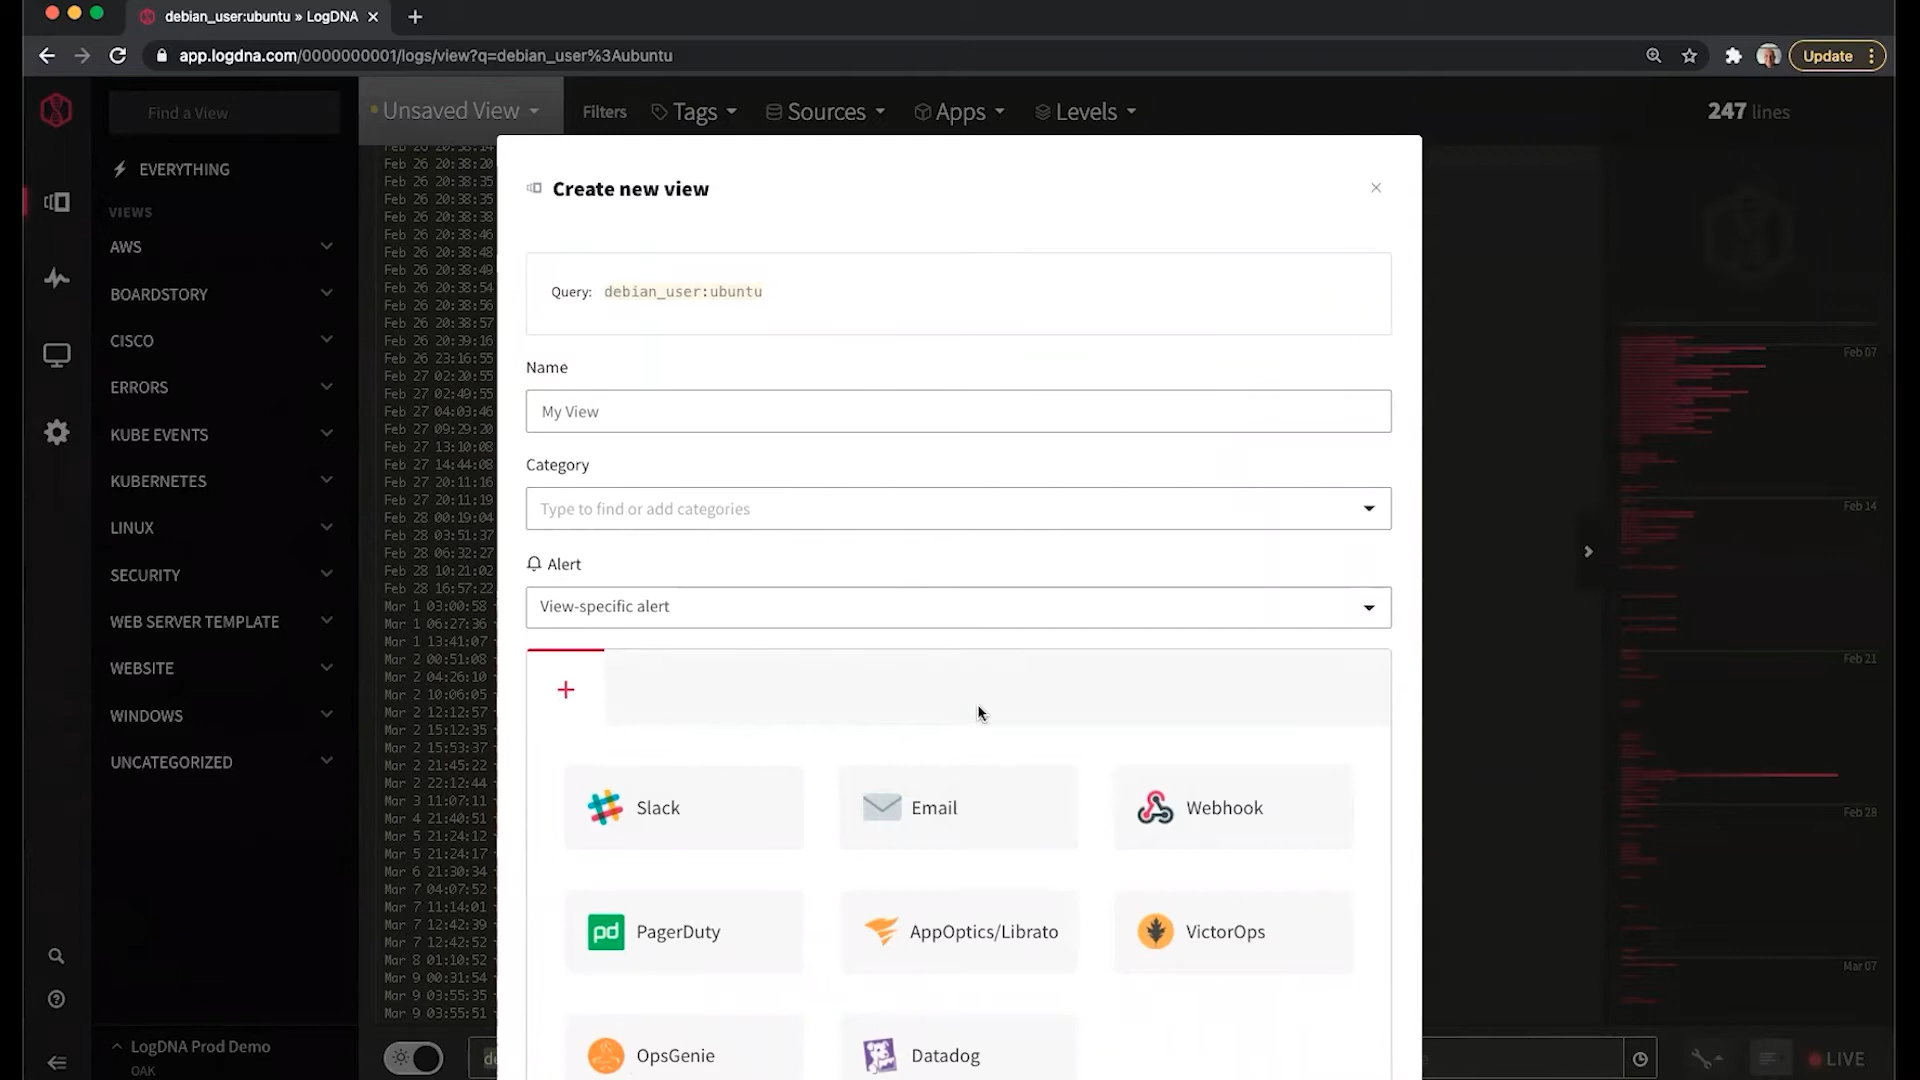 debian_user:ubuntu » LogDNA
app.logdna.com/0000000001/logs/view?q=debian_user%3Aubuntu
Update
Find a View
Unsaved View
Filters
Tags
Sources
Apps
Levels
247 lines
EVERYTHING
VIEWS
AWS
BOARDSTORY
CISCO
ERRORS
KUBE EVENTS
KUBERNETES
LINUX
SECURITY
WEB SERVER TEMPLATE
WEBSITE
WINDOWS
UNCATEGORIZED
LogDNA Prod Demo
OAK
Feb 26 20:38:14
Feb 26 20:38:20
Feb 26 20:38:35
Feb 26 20:38:35
Feb 26 20:38:38
Feb 26 20:38:46
Feb 26 20:38:48
Feb 26 20:38:49
Feb 26 20:38:54
Feb 26 20:38:56
Feb 26 20:38:57
Feb 26 20:39:16
Feb 26 23:16:55
Feb 27 02:20:55
Feb 27 02:49:55
Feb 27 04:03:46
Feb 27 09:29:20
Feb 27 13:10:08
Feb 27 14:44:08
Feb 27 20:11:16
Feb 27 20:11:19
Feb 28 00:19:04
Feb 28 03:51:37
Feb 28 06:32:27
Feb 28 10:21:02
Feb 28 16:57:22
Mar 1 03:00:58
Mar 1 06:27:36
Mar 1 13:41:07
Mar 2 00:51:08
Mar 2 04:26:10
Mar 2 10:06:05
Mar 2 12:12:57
Mar 2 15:12:35
Mar 2 15:53:37
Mar 2 21:45:22
Mar 2 22:12:44
Mar 3 11:07:11
Mar 4 21:40:51
Mar 5 21:24:12
Mar 5 21:24:17
Mar 6 21:30:34
Mar 7 04:07:52
Mar 7 11:14:01
Mar 7 12:42:39
Mar 7 12:42:52
Mar 8 01:10:52
Mar 9 00:31:54
Mar 9 03:55:35
Mar 9 03:55:51
de
Create new view
Query: debian_user:ubuntu
Name
My View
Category
Type to find or add categories
Alert
View-specific alert
Slack
Email
Webhook
pd
PagerDuty
AppOptics/Librato
VictorOps
OpsGenie
Datadog
Feb 07
Feb 14
Feb 21
Feb 28
Mar 07
LIVE